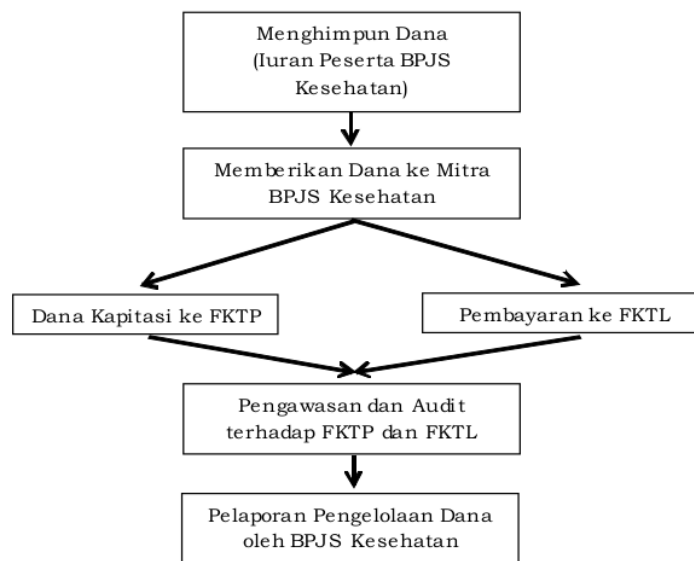 Menghimpun Dana
(Iuran Peserta BPJS
Kesehatan)
Memberikan Dana ke Mitra
BPJS Kesehatan
Dana Kapitasi ke FKTP
Pembayaran ke FKTL
Pengawasan dan Audit
terhadap FKTP dan FKTL
Pelaporan Pengelolaan Dana
oleh BPJS Kesehatan